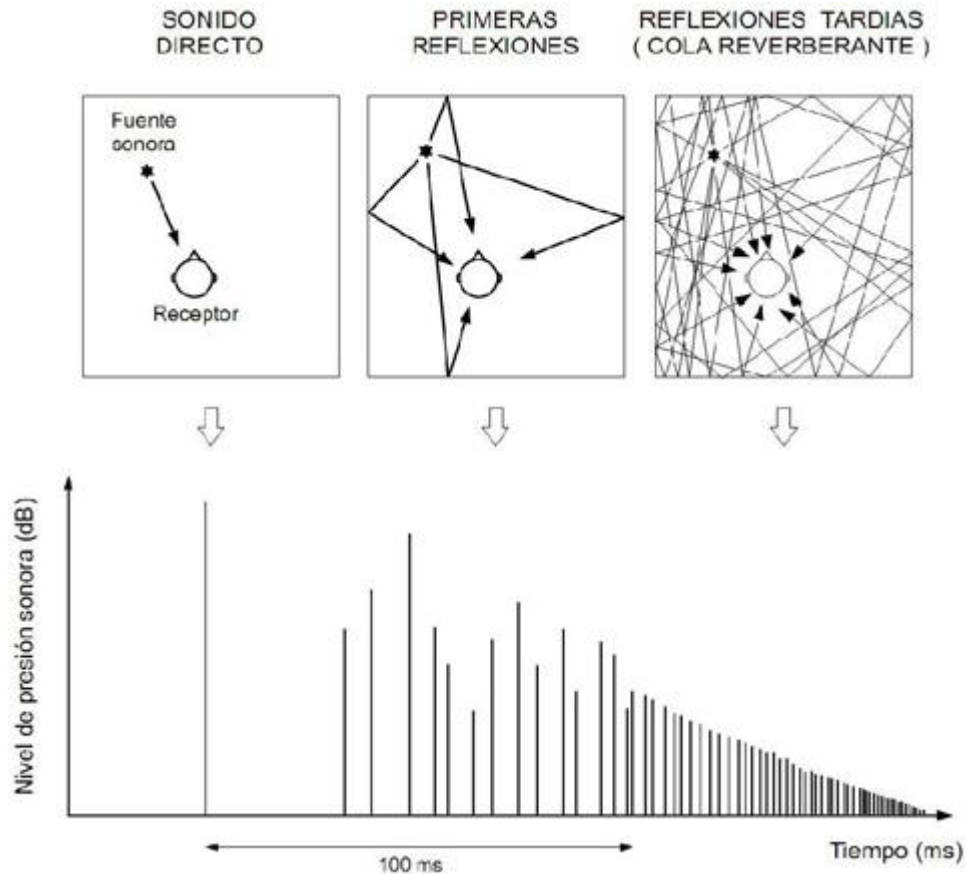 SONIDO
DIRECTO
PRIMERAS
REFLEXIONES
REFLEXIONES TARDIAS
( COLA REVERBERANTE )
Fuente
sonora
Receptor
Nivel de presión sonora (dB)
100 ms
Tiempo (ms)